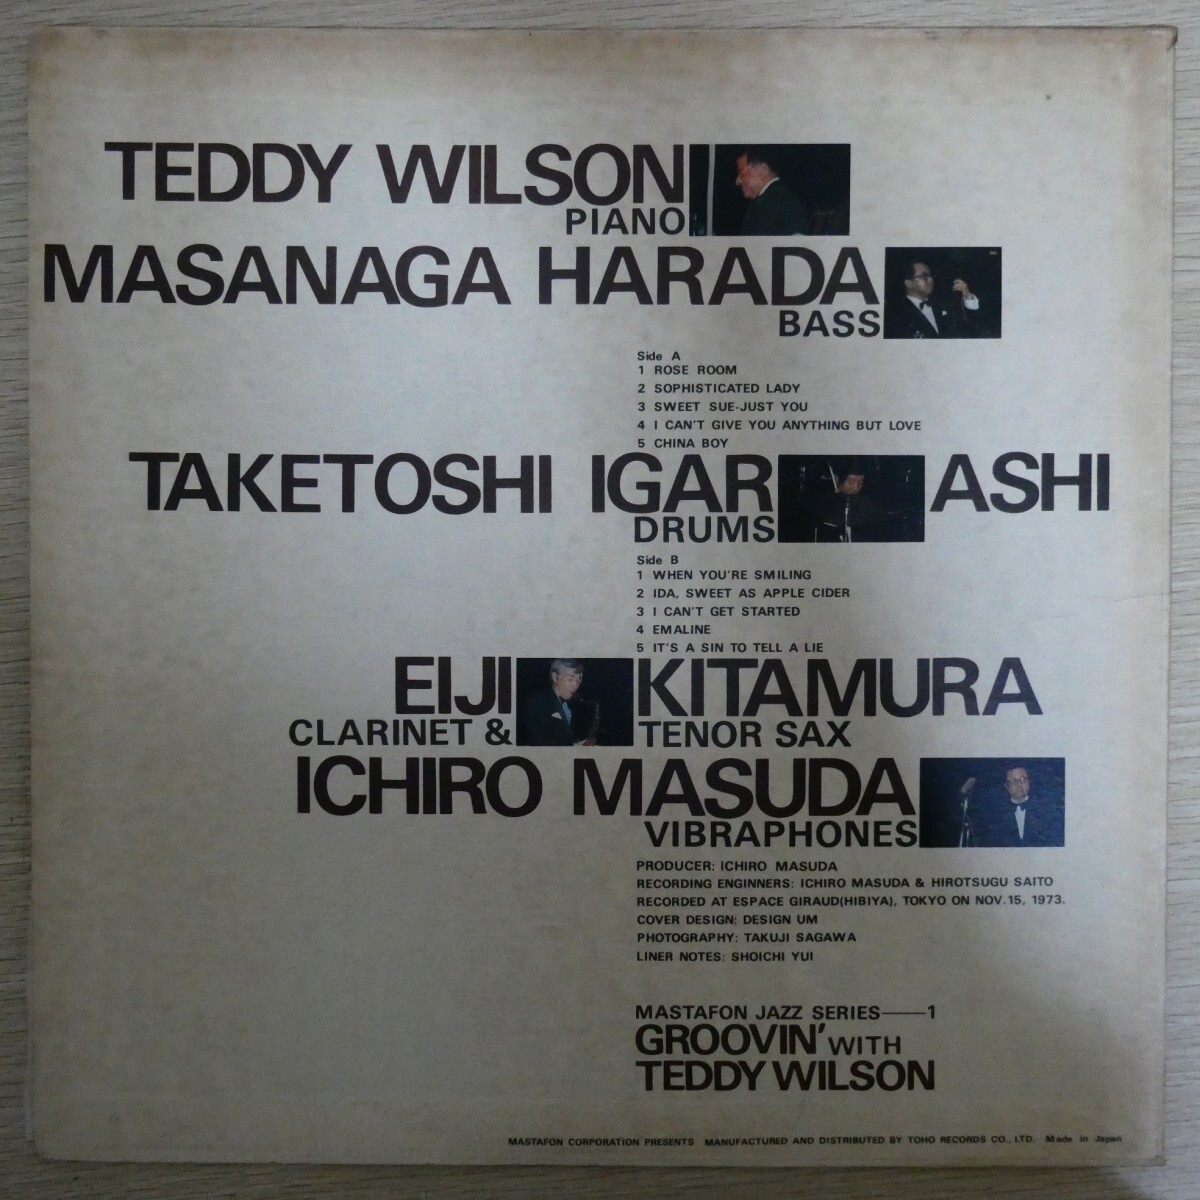 TEDDY WILSON
PIANO
MASANAGA HARADA
BASS
Side A
1 ROSE ROOM
2 SOPHISTICATED LADY
3 SWEET SUE-JUST YOU
4 I CAN'T GIVE YOU ANYTHING BUT LOVE
5 CHINA BOY
TAKETOSHI IGAR ASHI
DRUMS
Side B
1 WHEN YOU'RE SMILING
2 IDA, SWEET AS APPLE CIDER
3 I CAN'T GET STARTED
4 EMALINE
5 IT'S A SIN TO TELL A LIE
EIJI KITAMURA
CLARINET & TENOR SAX
ICHIRO MASUDA
VIBRAPHONES
PRODUCER: ICHIRO MASUDA
RECORDING ENGINNERS: ICHIRO MASUDA & HIROTSUGU SAITO
RECORDED AT ESPACE GIRAUD(HIBIYA), TOKYO ON NOV.15, 1973.
COVER DESIGN: DESIGN UM
PHOTOGRAPHY: TAKUJI SAGAWA
LINER NOTES: SHOICHI YUI
MASTAFON JAZZ SERIES——1
GROOVIN' WITH
TEDDY WILSON
MASTAFON CORPORATION PRESENTS MANUFACTURED AND DISTRIBUTED BY TOHO RECORDS CO., LTD. Made in Japan